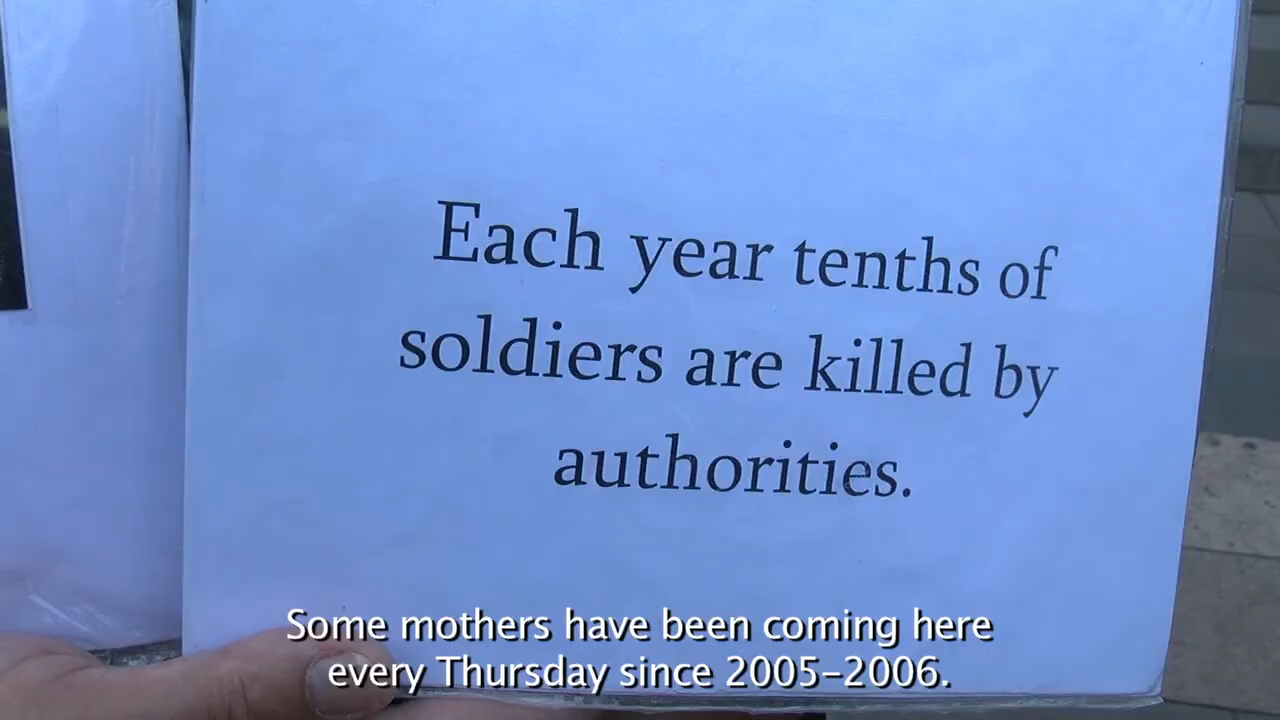 Each year tenths of
soldiers are killed by
authorities.
Some mothers have been coming here
every Thursday since 2005–2006.